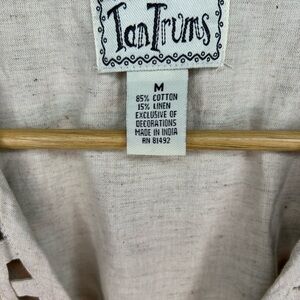 TanTrums
M
85% COTTON
15% LINEN
EXCLUSIVE OF
DECORATIONS
MADE IN INDIA
RN 81492